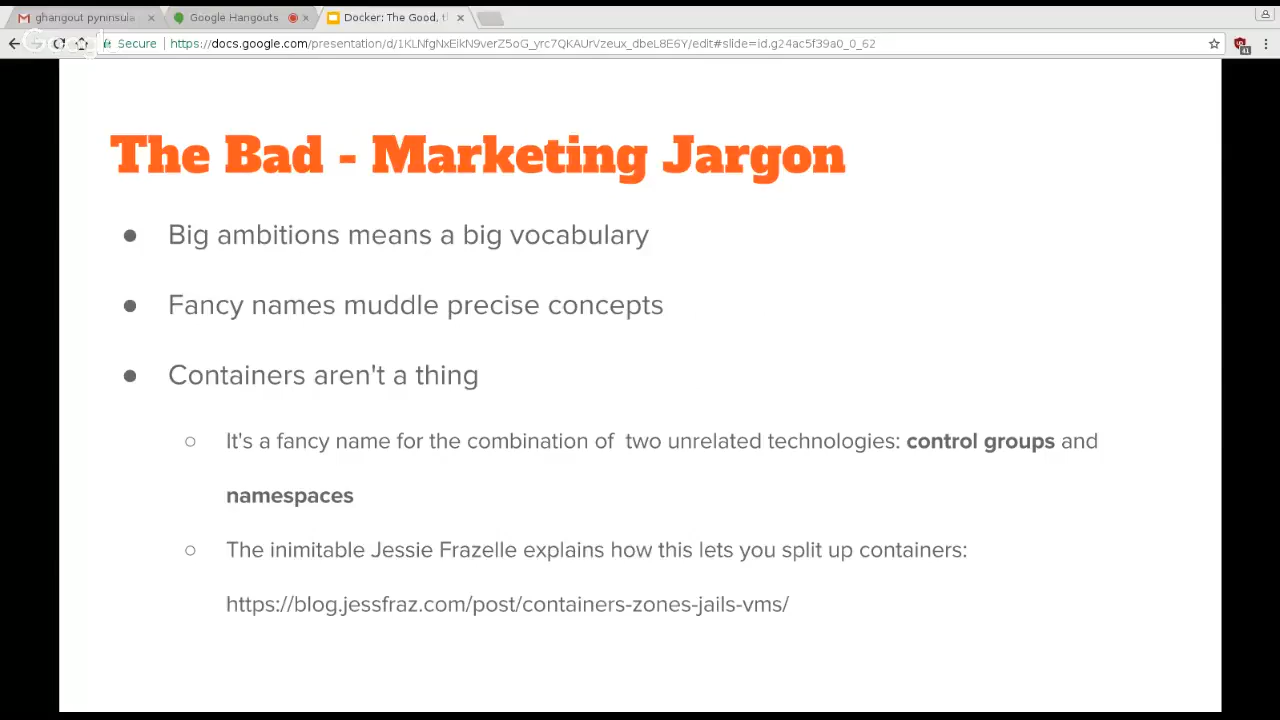 ghangout pyninsula
Google Hangouts
Docker: The Good, t
Secure
https://docs.google.com/presentation/d/1KLNfgNxEikN9verZ5oG_yrc7QKAUrVzeux_dbeL8E6Y/edit#slide=id.g24ac5f39a0_0_62
41
The Bad - Marketing Jargon
● Big ambitions means a big vocabulary
● Fancy names muddle precise concepts
● Containers aren't a thing
○ It's a fancy name for the combination of two unrelated technologies: control groups and
namespaces
○ The inimitable Jessie Frazelle explains how this lets you split up containers:
https://blog.jessfraz.com/post/containers-zones-jails-vms/